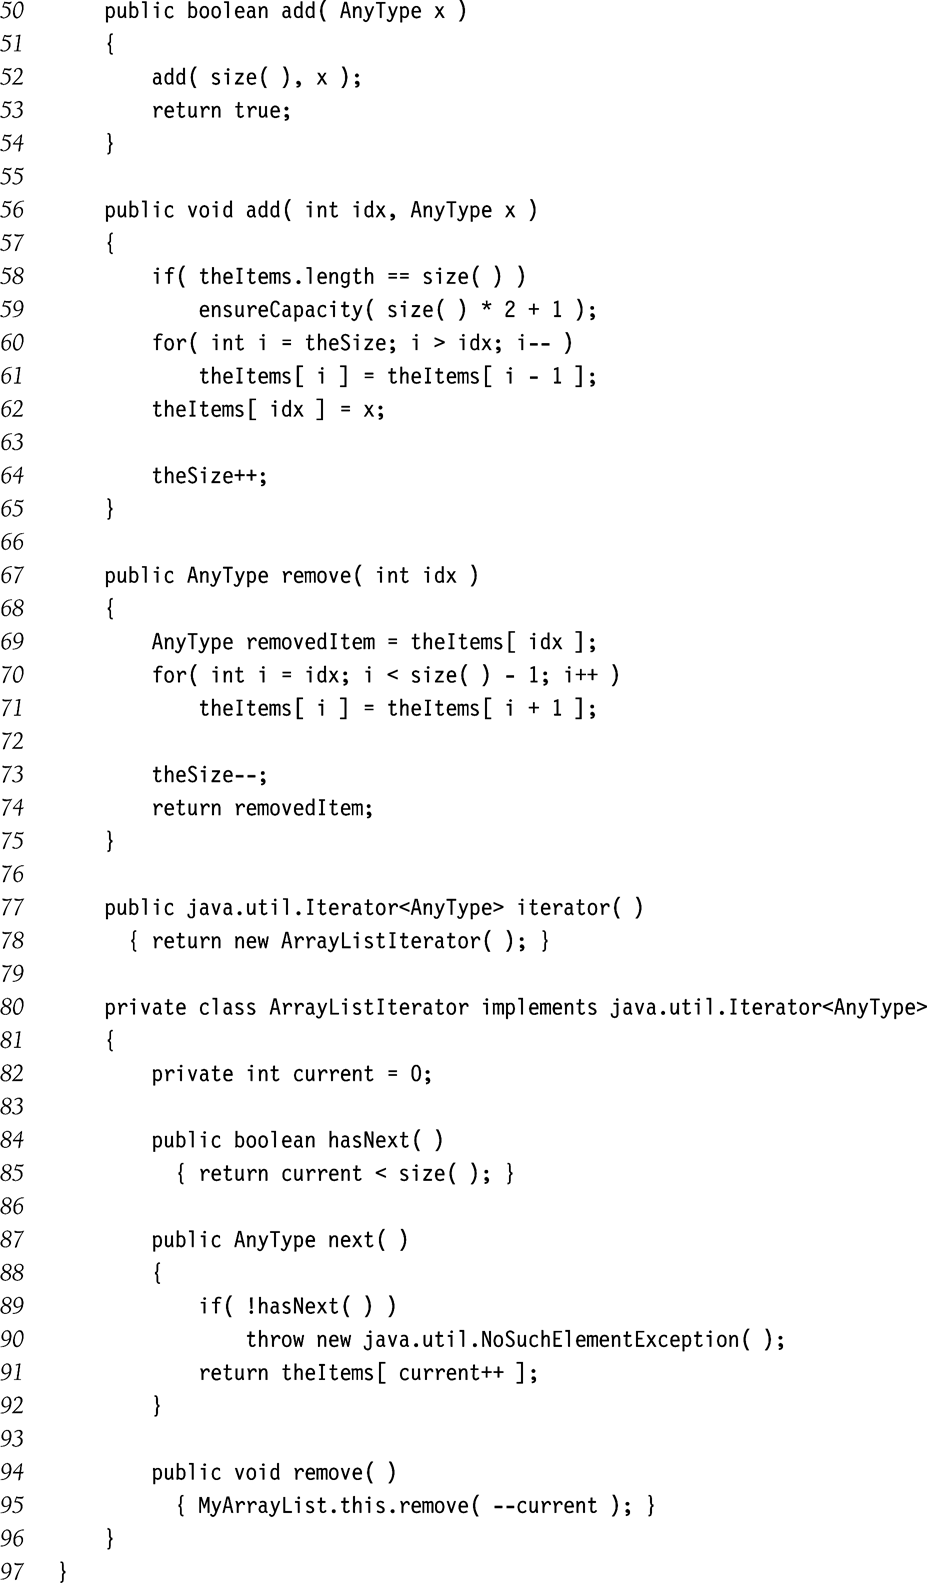 50 public boolean add( AnyType x )
51 {
52 add( size( ), x );
53 return true;
54 }
55
56 public void add( int idx, AnyType x )
57 {
58 if( theItems.length == size( ) )
59 ensureCapacity( size( ) * 2 + 1 );
60 for( int i = theSize; i > idx; i-- )
61 theItems[ i ] = theItems[ i - 1 ];
62 theItems[ idx ] = x;
63
64 theSize++;
65 }
66
67 public AnyType remove( int idx )
68 {
69 AnyType removedItem = theItems[ idx ];
70 for( int i = idx; i < size( ) - 1; i++ )
71 theItems[ i ] = theItems[ i + 1 ];
72
73 theSize--;
74 return removedItem;
75 }
76
77 public java.util.Iterator<AnyType> iterator( )
78 { return new ArrayListIterator( ); }
79
80 private class ArrayListIterator implements java.util.Iterator<AnyType>
81 {
82 private int current = 0;
83
84 public boolean hasNext( )
85 { return current < size( ); }
86
87 public AnyType next( )
88 {
89 if( !hasNext( ) )
90 throw new java.util.NoSuchElementException( );
91 return theItems[ current++ ];
92 }
93
94 public void remove( )
95 { MyArrayList.this.remove( --current ); }
96 }
97 }